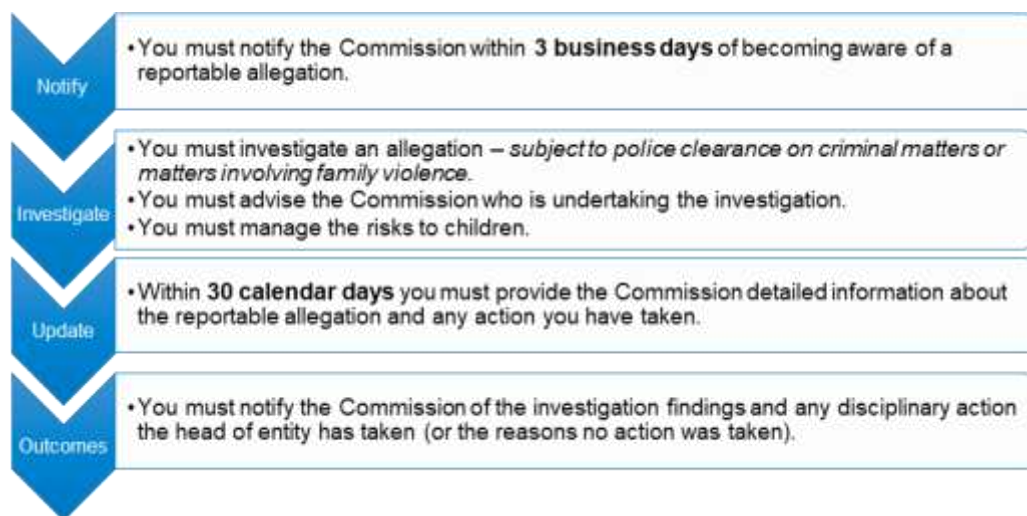 Notify
•You must notify the Commission within 3 business days of becoming aware of a
reportable allegation.
Investigate
•You must investigate an allegation – subject to police clearance on criminal matters or
matters involving family violence.
•You must advise the Commission who is undertaking the investigation.
•You must manage the risks to children.
Update
•Within 30 calendar days you must provide the Commission detailed information about
the reportable allegation and any action you have taken.
Outcomes
•You must notify the Commission of the investigation findings and any disciplinary action
the head of entity has taken (or the reasons no action was taken).